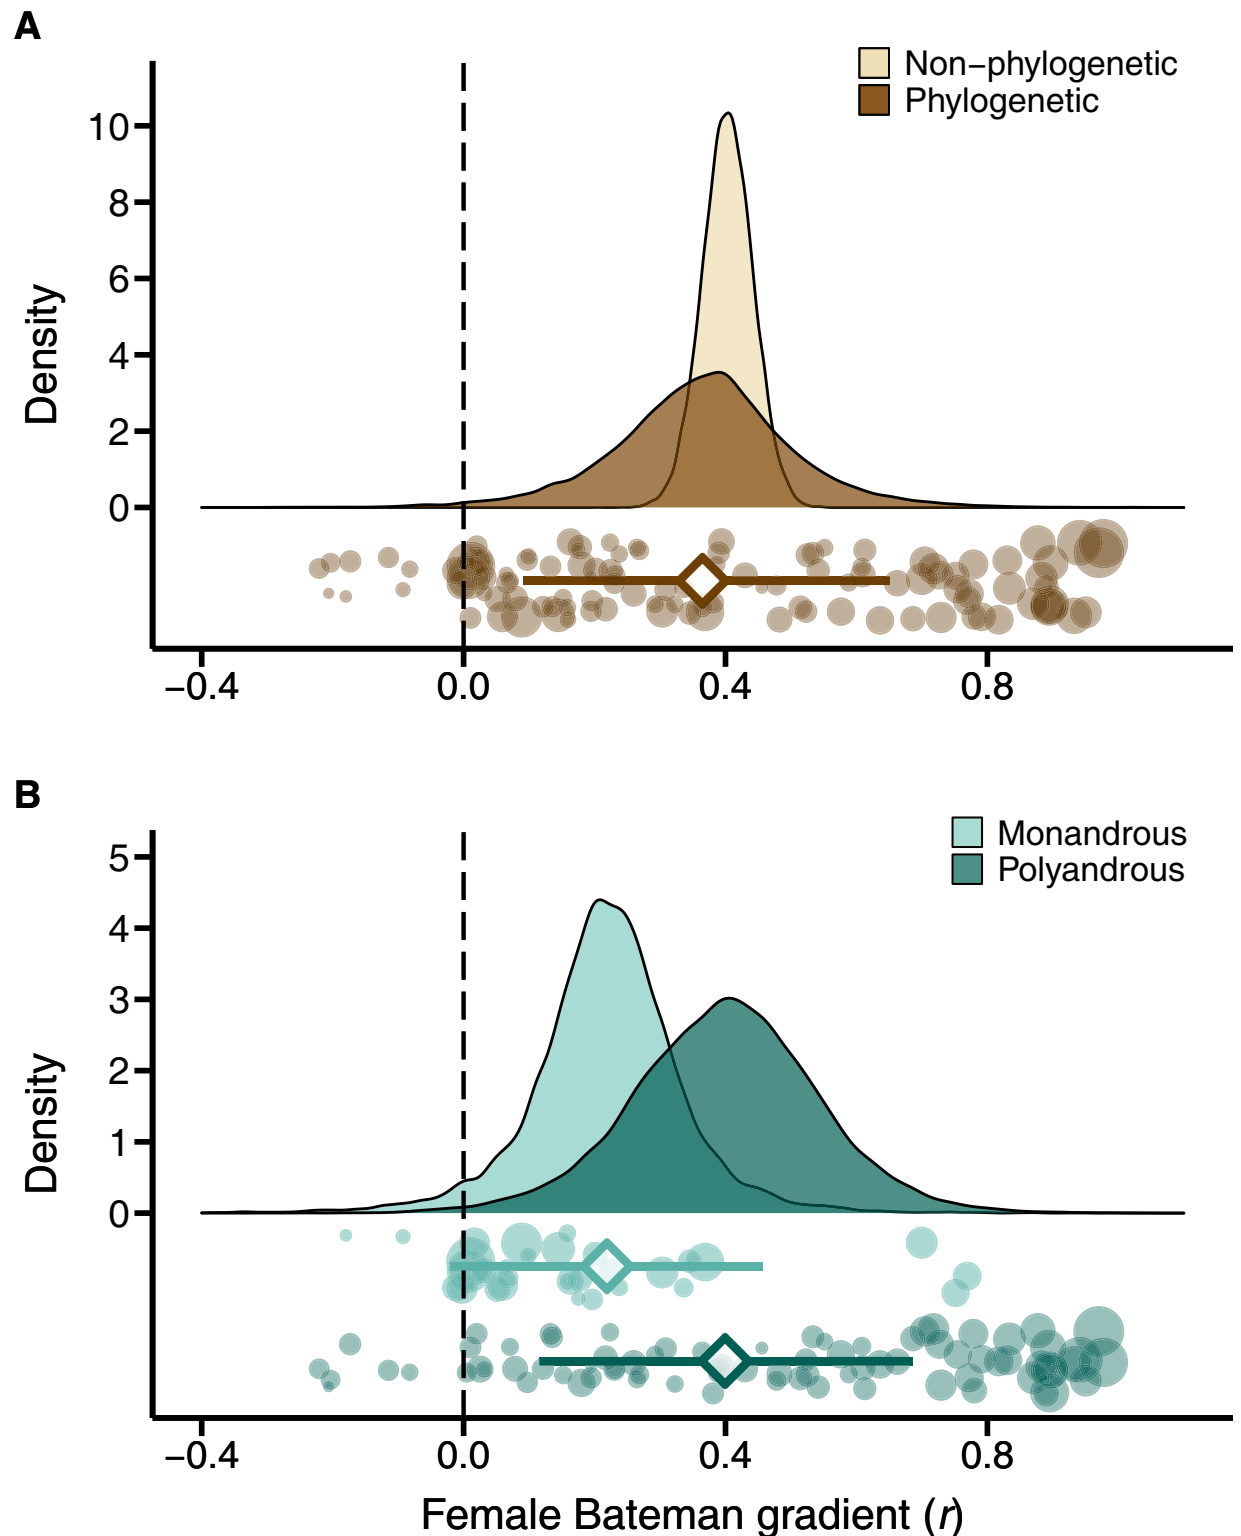 A
Non−phylogenetic
Phylogenetic
10
8
6
4
2
0
Density
−0.4 0.0 0.4 0.8
B
Monandrous
Polyandrous
5
4
3
2
1
0
Density
−0.4 0.0 0.4 0.8
Female Bateman gradient (r)